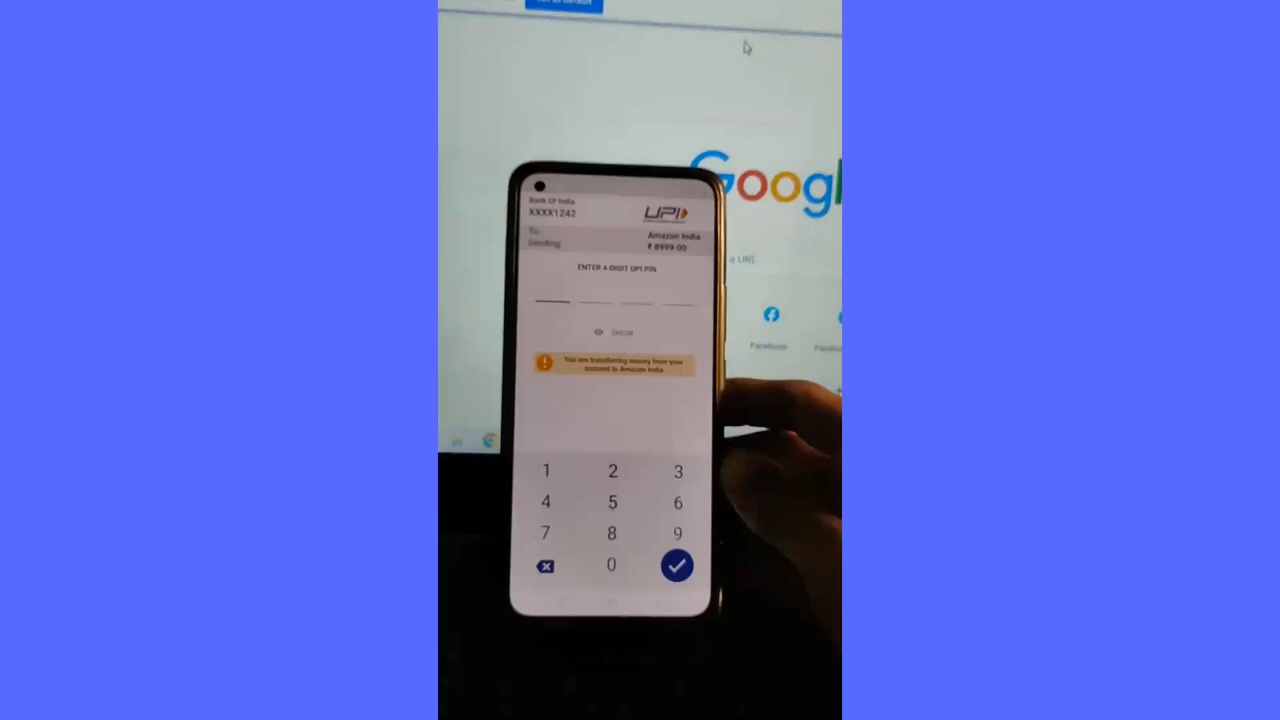 Google
a URL
Facebook
Bank Of India
XXXX1242
UPI
To:
Amazon India
Sending
₹ 8999.00
ENTER 4-DIGIT UPI PIN
SHOW
You are transferring money from your
account to Amazon India
1 2 3
4 5 6
7 8 9
0